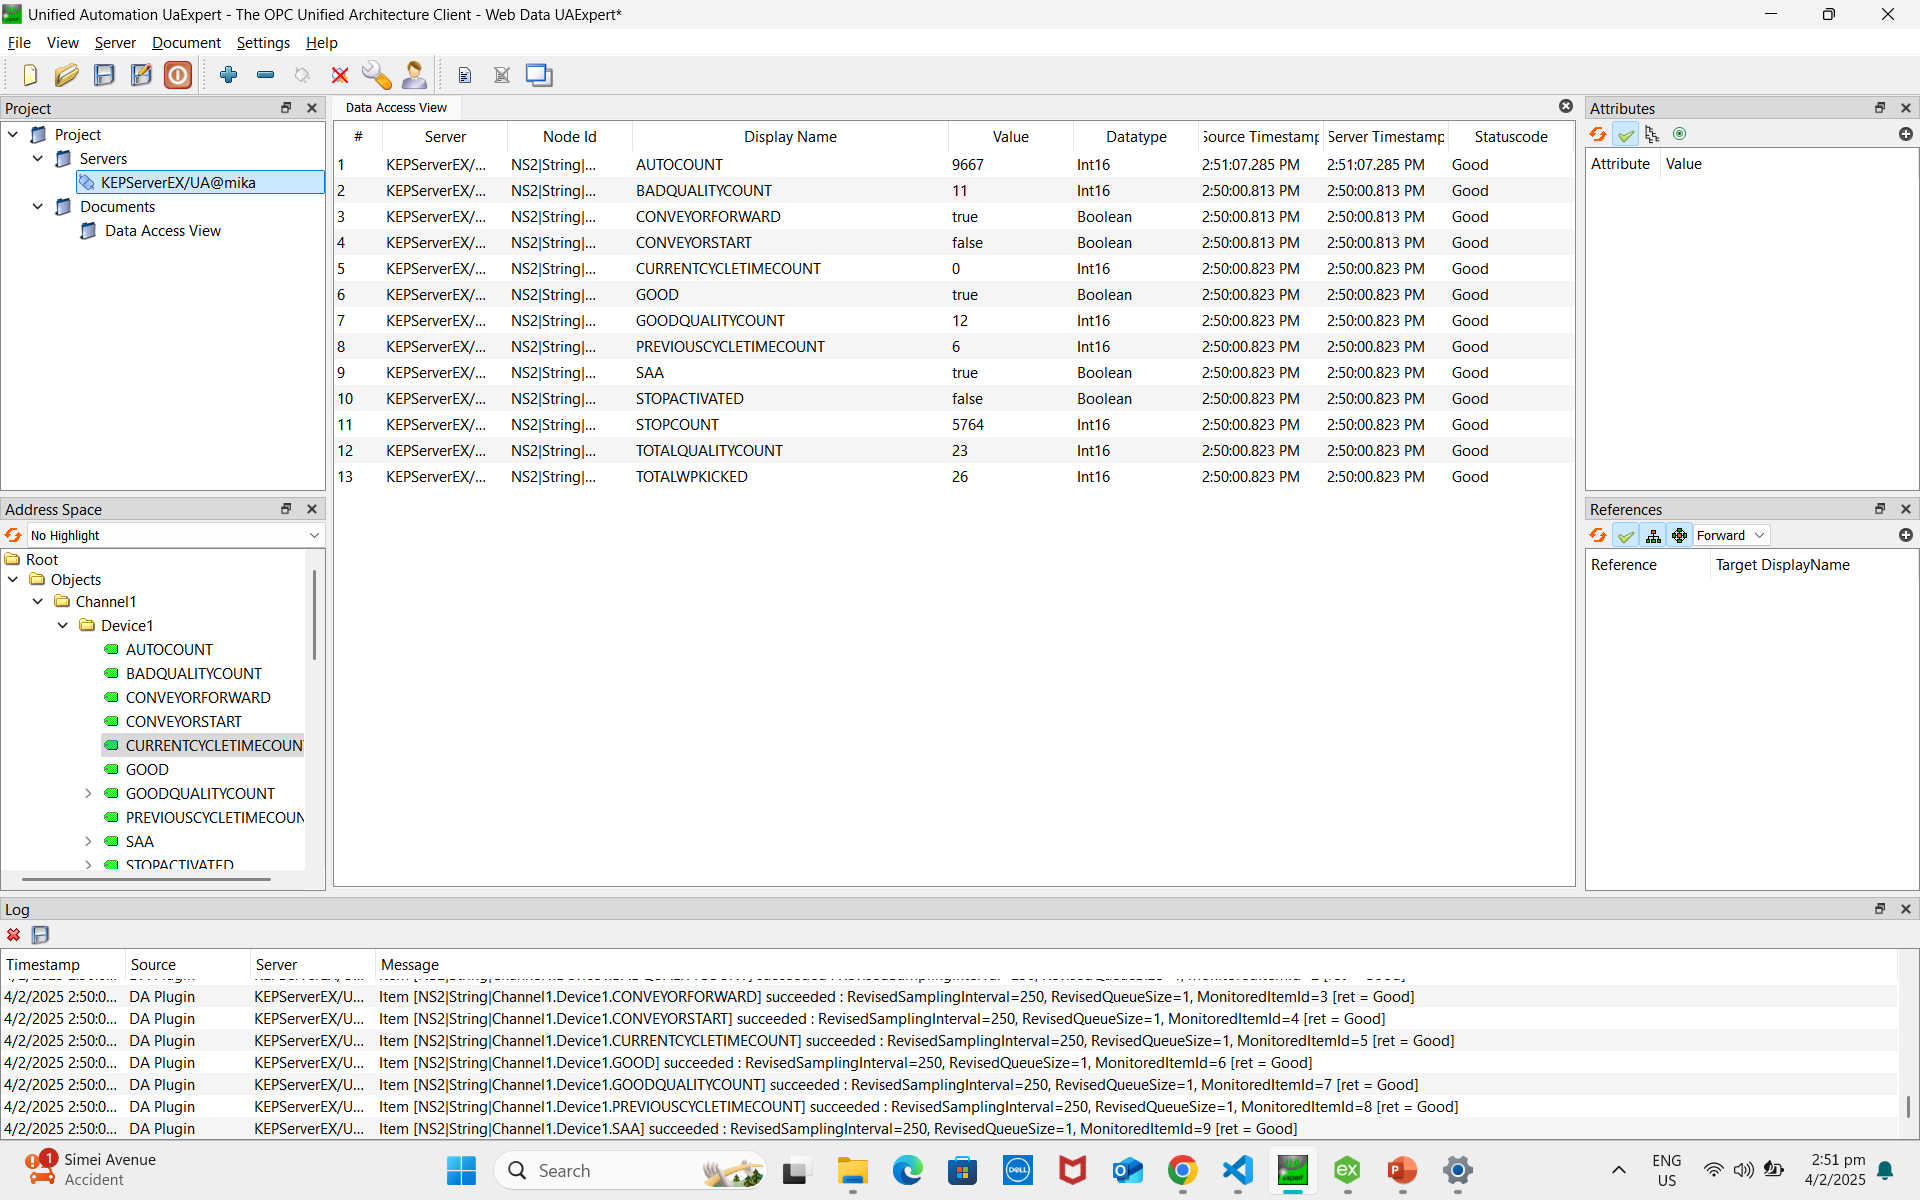 Unified Automation UaExpert - The OPC Unified Architecture Client - Web Data UAExpert*
File View Server Document Settings Help
Project
Project
Servers
KEPServerEX/UA@mika
Documents
Data Access View
Data Access View
# Server Node Id Display Name Value Datatype Source Timestamp Server Timestamp Statuscode
1 KEPServerEX/... NS2|String|... AUTOCOUNT 9667 Int16 2:51:07.285 PM 2:51:07.285 PM Good
2 KEPServerEX/... NS2|String|... BADQUALITYCOUNT 11 Int16 2:50:00.813 PM 2:50:00.813 PM Good
3 KEPServerEX/... NS2|String|... CONVEYORFORWARD true Boolean 2:50:00.813 PM 2:50:00.813 PM Good
4 KEPServerEX/... NS2|String|... CONVEYORSTART false Boolean 2:50:00.813 PM 2:50:00.813 PM Good
5 KEPServerEX/... NS2|String|... CURRENTCYCLETIMECOUNT 0 Int16 2:50:00.823 PM 2:50:00.823 PM Good
6 KEPServerEX/... NS2|String|... GOOD true Boolean 2:50:00.823 PM 2:50:00.823 PM Good
7 KEPServerEX/... NS2|String|... GOODQUALITYCOUNT 12 Int16 2:50:00.823 PM 2:50:00.823 PM Good
8 KEPServerEX/... NS2|String|... PREVIOUSCYCLETIMECOUNT 6 Int16 2:50:00.823 PM 2:50:00.823 PM Good
9 KEPServerEX/... NS2|String|... SAA true Boolean 2:50:00.823 PM 2:50:00.823 PM Good
10 KEPServerEX/... NS2|String|... STOPACTIVATED false Boolean 2:50:00.823 PM 2:50:00.823 PM Good
11 KEPServerEX/... NS2|String|... STOPCOUNT 5764 Int16 2:50:00.823 PM 2:50:00.823 PM Good
12 KEPServerEX/... NS2|String|... TOTALQUALITYCOUNT 23 Int16 2:50:00.823 PM 2:50:00.823 PM Good
13 KEPServerEX/... NS2|String|... TOTALWPKICKED 26 Int16 2:50:00.823 PM 2:50:00.823 PM Good
Attributes
Attribute Value
Address Space
No Highlight
Root
Objects
Channel1
Device1
AUTOCOUNT
BADQUALITYCOUNT
CONVEYORFORWARD
CONVEYORSTART
CURRENTCYCLETIMECOUN
GOOD
GOODQUALITYCOUNT
PREVIOUSCYCLETIMECOUN
SAA
STOPACTIVATED
References
Forward
Reference Target DisplayName
Log
Timestamp Source Server Message
4/2/2025 2:50:0... DA Plugin KEPServerEX/U... Item [NS2|String|Channel1.Device1.CONVEYORFORWARD] succeeded : RevisedSamplingInterval=250, RevisedQueueSize=1, MonitoredItemId=3 [ret = Good]
4/2/2025 2:50:0... DA Plugin KEPServerEX/U... Item [NS2|String|Channel1.Device1.CONVEYORSTART] succeeded : RevisedSamplingInterval=250, RevisedQueueSize=1, MonitoredItemId=4 [ret = Good]
4/2/2025 2:50:0... DA Plugin KEPServerEX/U... Item [NS2|String|Channel1.Device1.CURRENTCYCLETIMECOUNT] succeeded : RevisedSamplingInterval=250, RevisedQueueSize=1, MonitoredItemId=5 [ret = Good]
4/2/2025 2:50:0... DA Plugin KEPServerEX/U... Item [NS2|String|Channel1.Device1.GOOD] succeeded : RevisedSamplingInterval=250, RevisedQueueSize=1, MonitoredItemId=6 [ret = Good]
4/2/2025 2:50:0... DA Plugin KEPServerEX/U... Item [NS2|String|Channel1.Device1.GOODQUALITYCOUNT] succeeded : RevisedSamplingInterval=250, RevisedQueueSize=1, MonitoredItemId=7 [ret = Good]
4/2/2025 2:50:0... DA Plugin KEPServerEX/U... Item [NS2|String|Channel1.Device1.PREVIOUSCYCLETIMECOUNT] succeeded : RevisedSamplingInterval=250, RevisedQueueSize=1, MonitoredItemId=8 [ret = Good]
4/2/2025 2:50:0... DA Plugin KEPServerEX/U... Item [NS2|String|Channel1.Device1.SAA] succeeded : RevisedSamplingInterval=250, RevisedQueueSize=1, MonitoredItemId=9 [ret = Good]
1
Simei Avenue
Accident
Search
DELL
ex
ENG
US
2:51 pm
4/2/2025